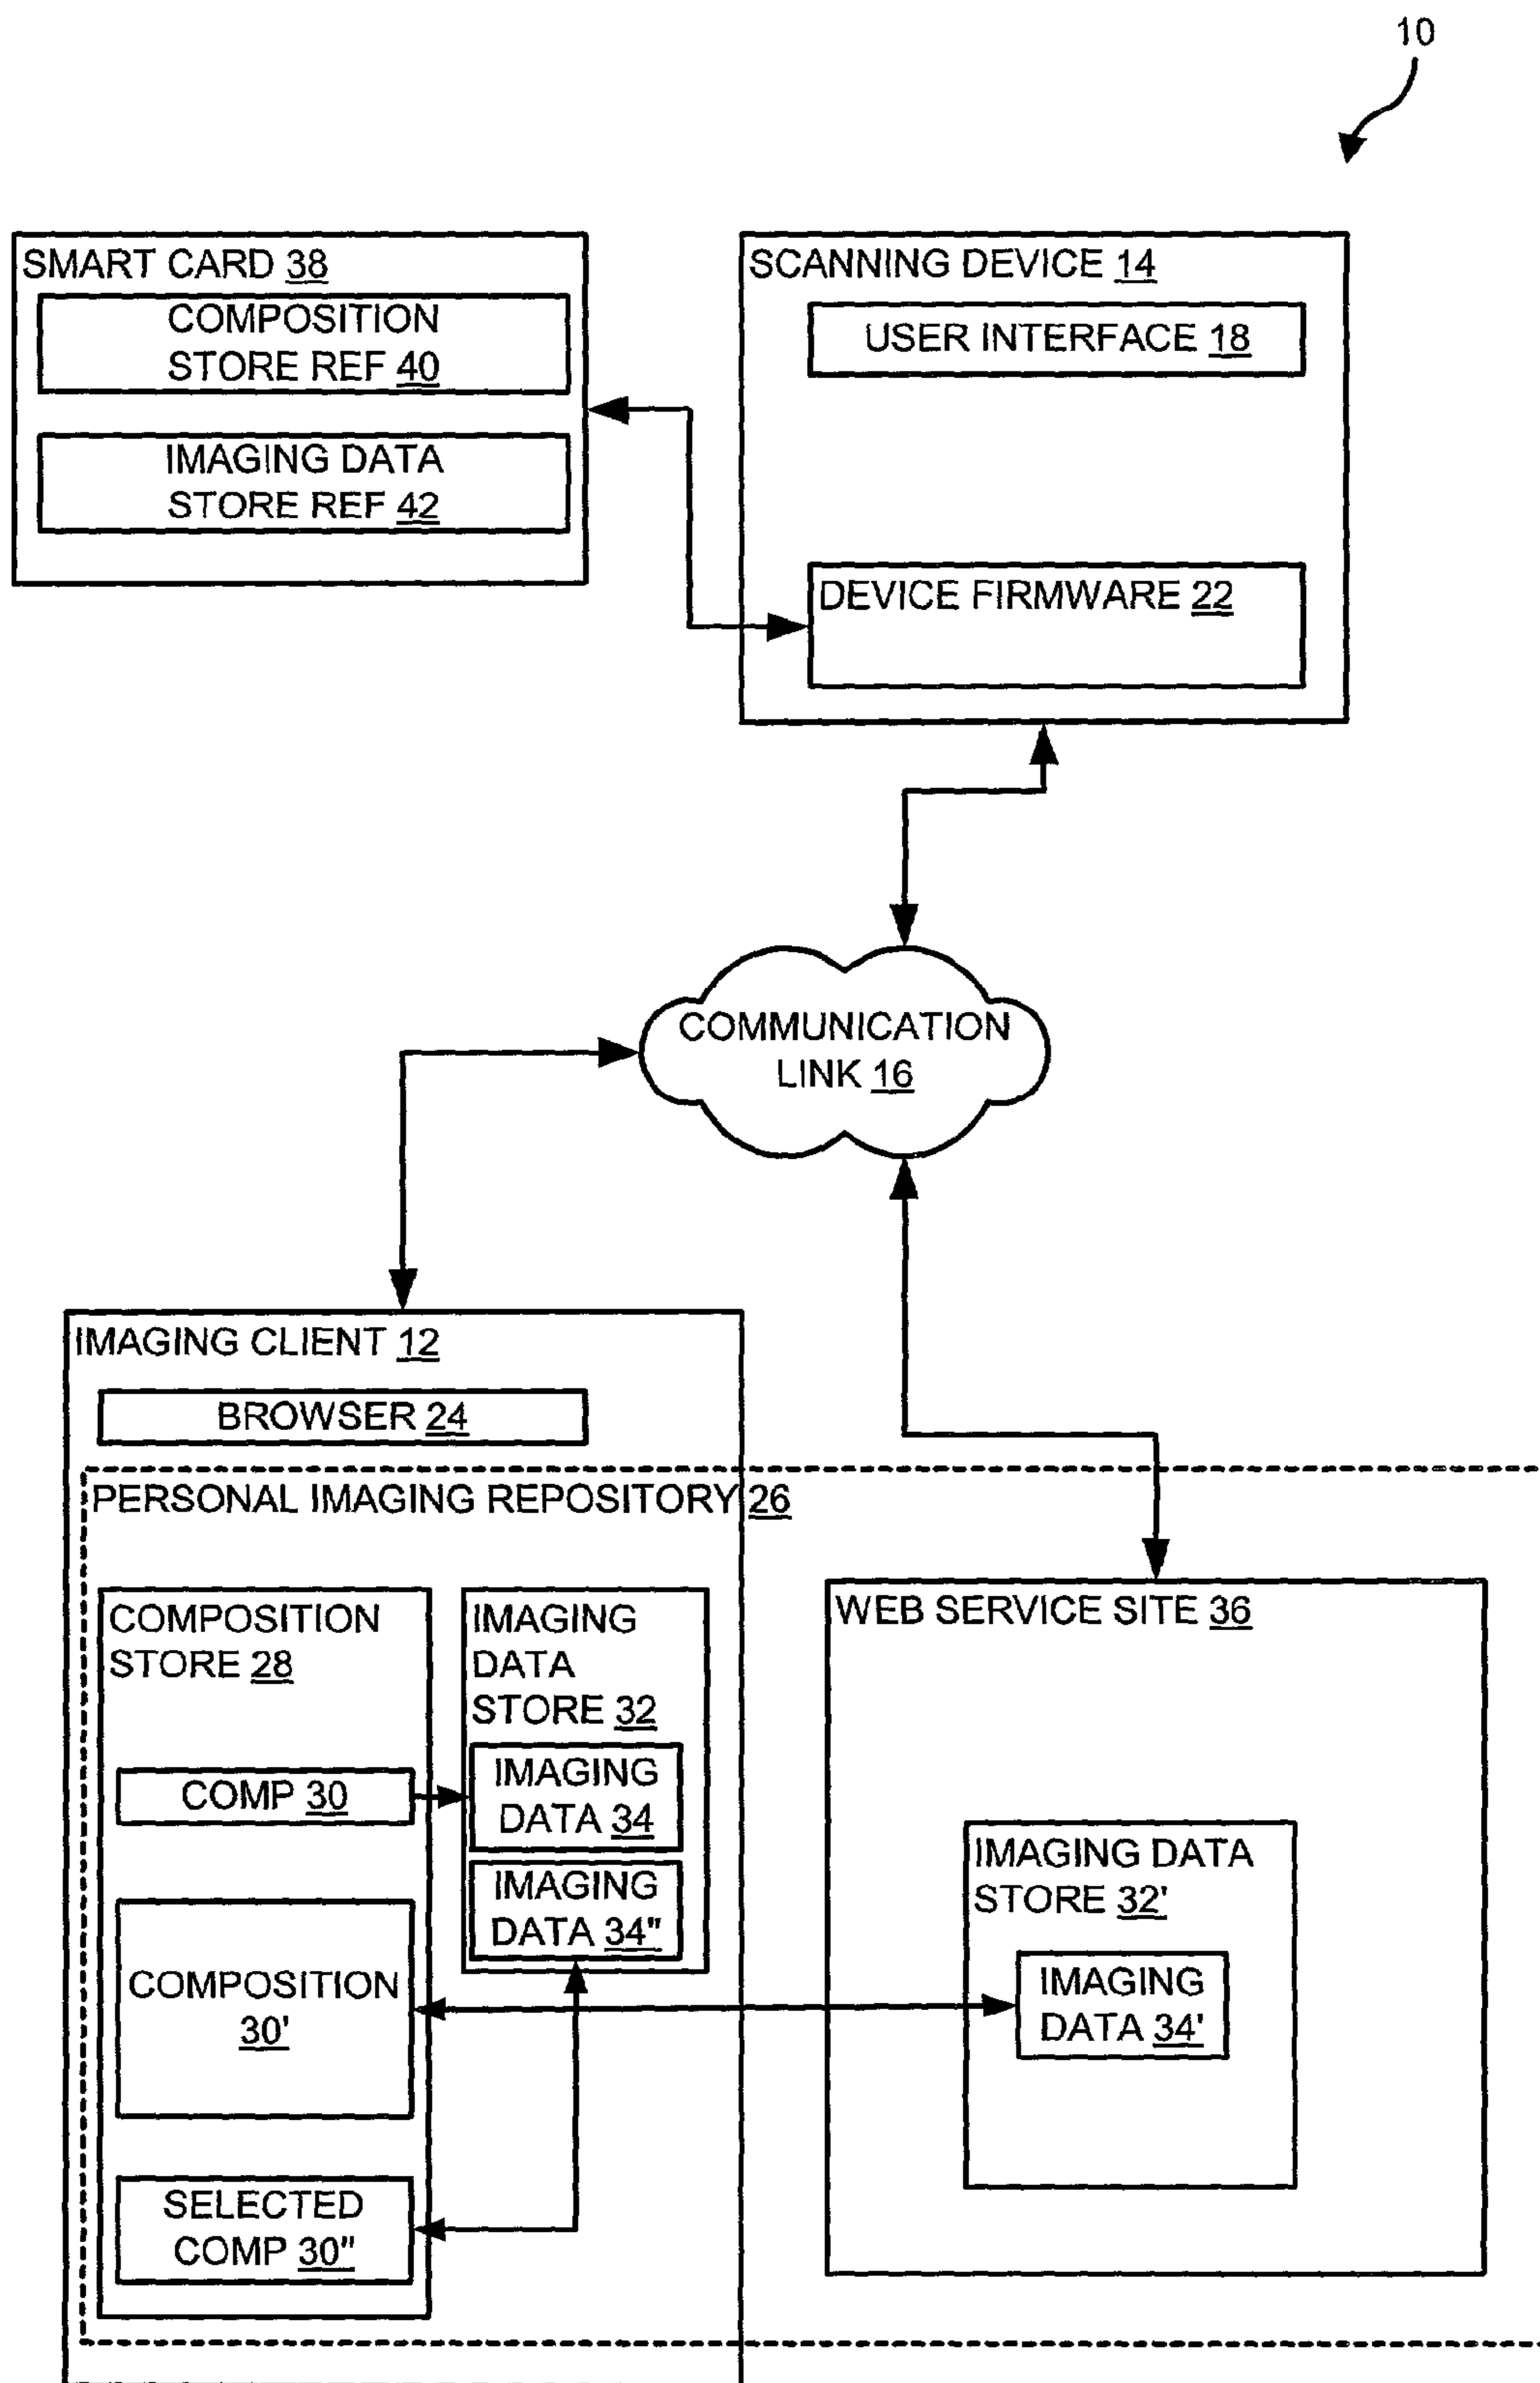 10
SMART CARD 38
COMPOSITION
STORE REF 40
IMAGING DATA
STORE REF 42
SCANNING DEVICE 14
USER INTERFACE 18
DEVICE FIRMWARE 22
COMMUNICATION
LINK 16
IMAGING CLIENT 12
BROWSER 24
PERSONAL IMAGING REPOSITORY 26
COMPOSITION
STORE 28
COMP 30
COMPOSITION
30'
SELECTED
COMP 30"
IMAGING
DATA
STORE 32
IMAGING
DATA 34
IMAGING
DATA 34"
WEB SERVICE SITE 36
IMAGING DATA
STORE 32'
IMAGING
DATA 34'